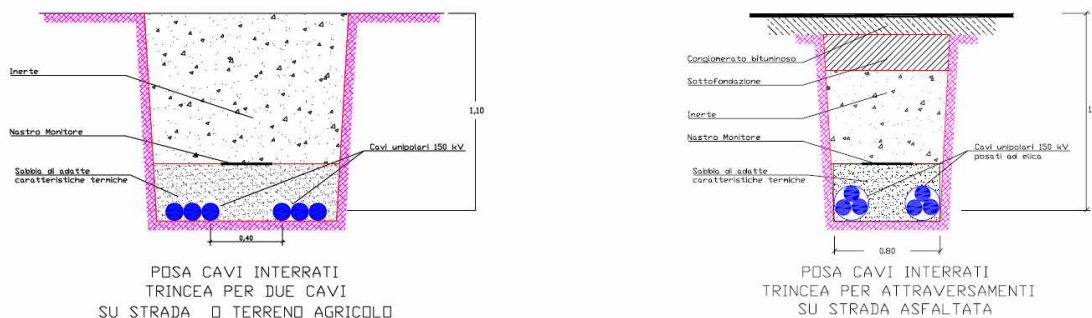 Inerte
Nastro Monitore
Sabbia di adatte
caratteristiche termiche
Cavi unipolari 150 kV
1,10
0,40
POSA CAVI INTERRATI
TRINCEA PER DUE CAVI
SU STRADA O TERRENO AGRICOLO
Conglomerato bituminoso
Sottofondazione
Inerte
Nastro Monitore
Sabbia di adatte
caratteristiche termiche
Cavi unipolari 150 kV
posati ad elica
0.80
POSA CAVI INTERRATI
TRINCEA PER ATTRAVERSAMENTI
SU STRADA ASFALTATA